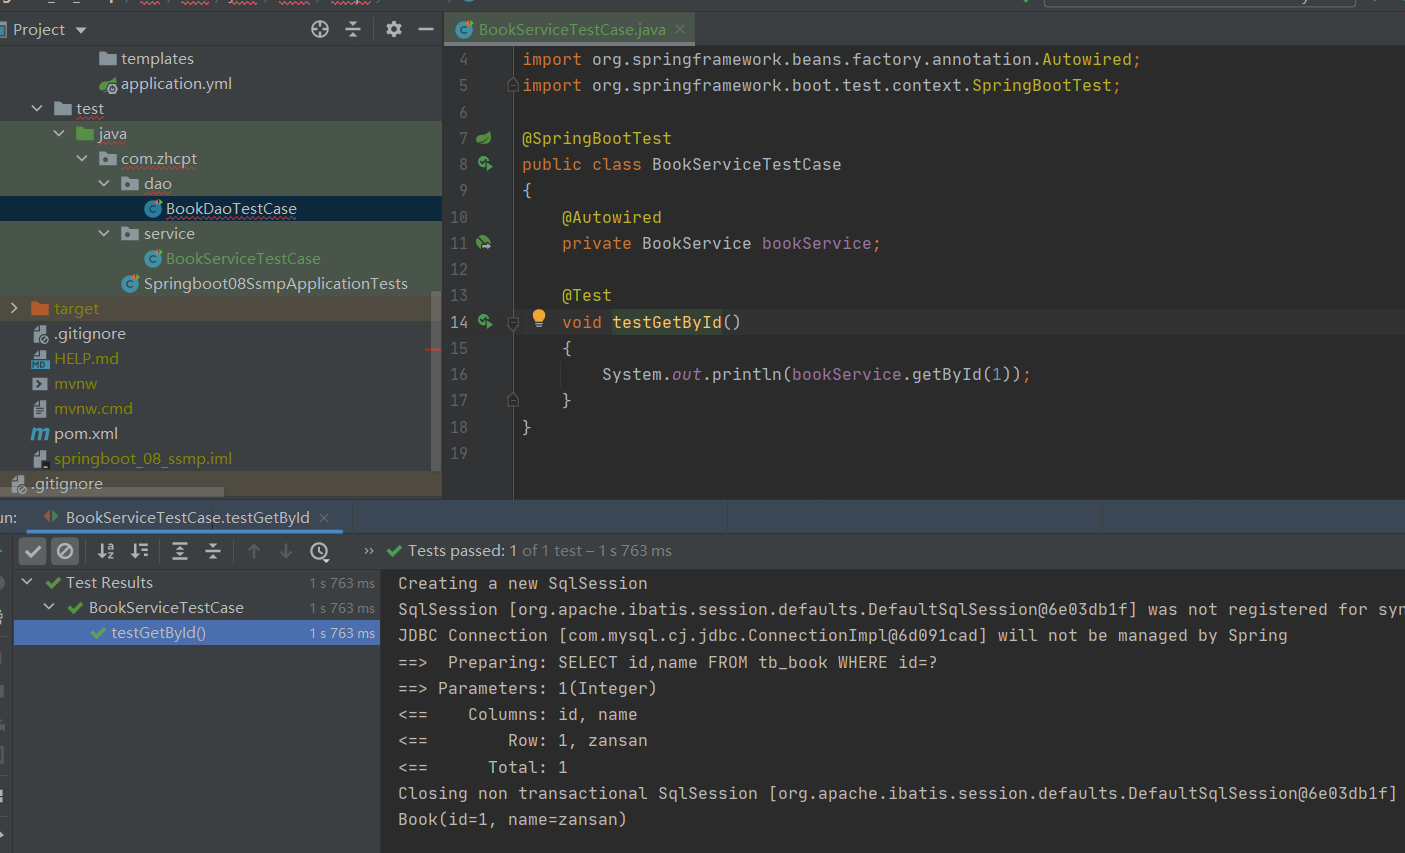 Project
templates
application.yml
test
java
com.zhcpt
dao
BookDaoTestCase
service
BookServiceTestCase
Springboot08SsmpApplicationTests
target
.gitignore
HELP.md
mvnw
mvnw.cmd
pom.xml
springboot_08_ssmp.iml
.gitignore
BookServiceTestCase.java
4 import org.springframework.beans.factory.annotation.Autowired;
5 import org.springframework.boot.test.context.SpringBootTest;
6
7 @SpringBootTest
8 public class BookServiceTestCase
9 {
10 @Autowired
11 private BookService bookService;
12
13 @Test
14 void testGetById()
15 {
16 System.out.println(bookService.getById(1));
17 }
18 }
19
un: BookServiceTestCase.testGetById
Tests passed: 1 of 1 test – 1 s 763 ms
Test Results 1 s 763 ms
BookServiceTestCase 1 s 763 ms
testGetById() 1 s 763 ms
Creating a new SqlSession
SqlSession [org.apache.ibatis.session.defaults.DefaultSqlSession@6e03db1f] was not registered for syn
JDBC Connection [com.mysql.cj.jdbc.ConnectionImpl@6d091cad] will not be managed by Spring
==>  Preparing: SELECT id,name FROM tb_book WHERE id=?
==> Parameters: 1(Integer)
<==    Columns: id, name
<==        Row: 1, zansan
<==      Total: 1
Closing non transactional SqlSession [org.apache.ibatis.session.defaults.DefaultSqlSession@6e03db1f]
Book(id=1, name=zansan)